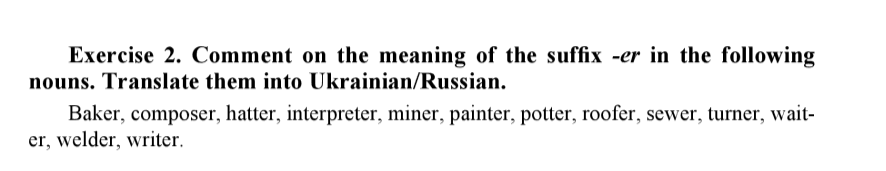 Exercise 2. Comment on the meaning of the suffix -er in the following
nouns. Translate them into Ukrainian/Russian.
Baker, composer, hatter, interpreter, miner, painter, potter, roofer, sewer, turner, wait-
er, welder, writer.